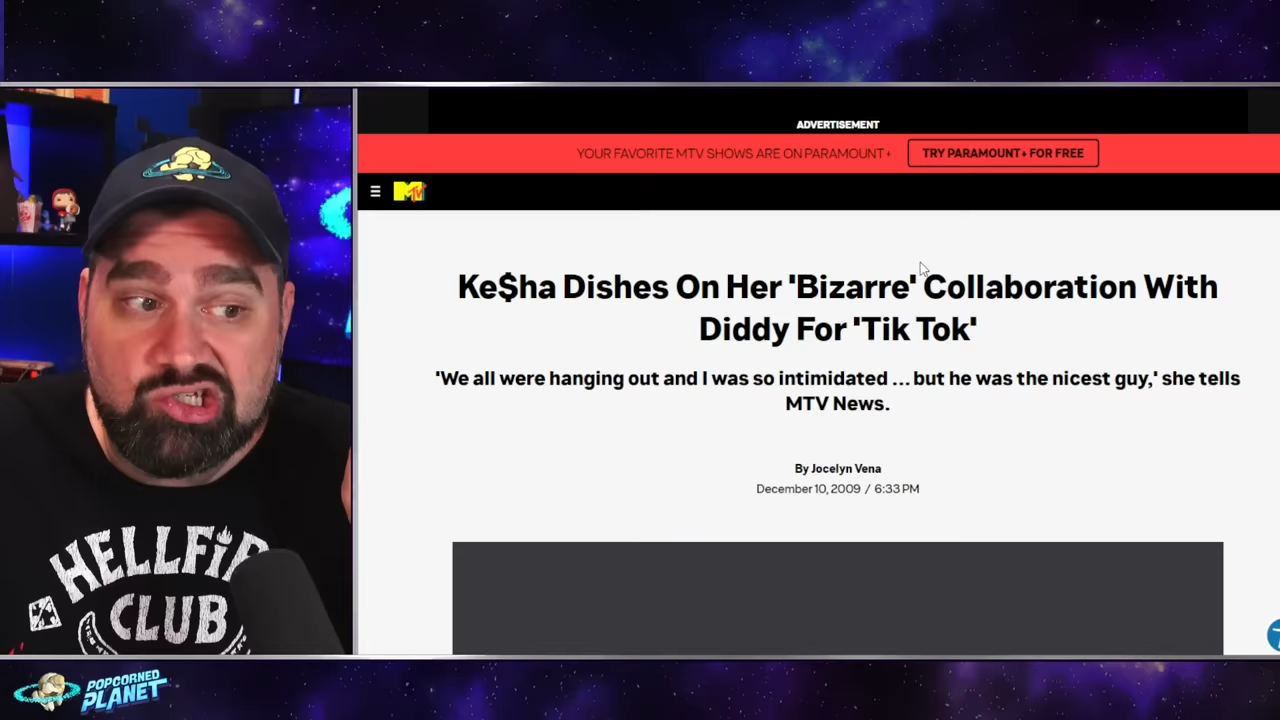 ADVERTISEMENT
YOUR FAVORITE MTV SHOWS ARE ON PARAMOUNT+
TRY PARAMOUNT+ FOR FREE
MTV
Ke$ha Dishes On Her 'Bizarre' Collaboration With
Diddy For 'Tik Tok'
'We all were hanging out and I was so intimidated ... but he was the nicest guy,' she tells
MTV News.
By Jocelyn Vena
December 10, 2009 / 6:33 PM
HELLFIR
CLUB
POPCORNED
PLANET